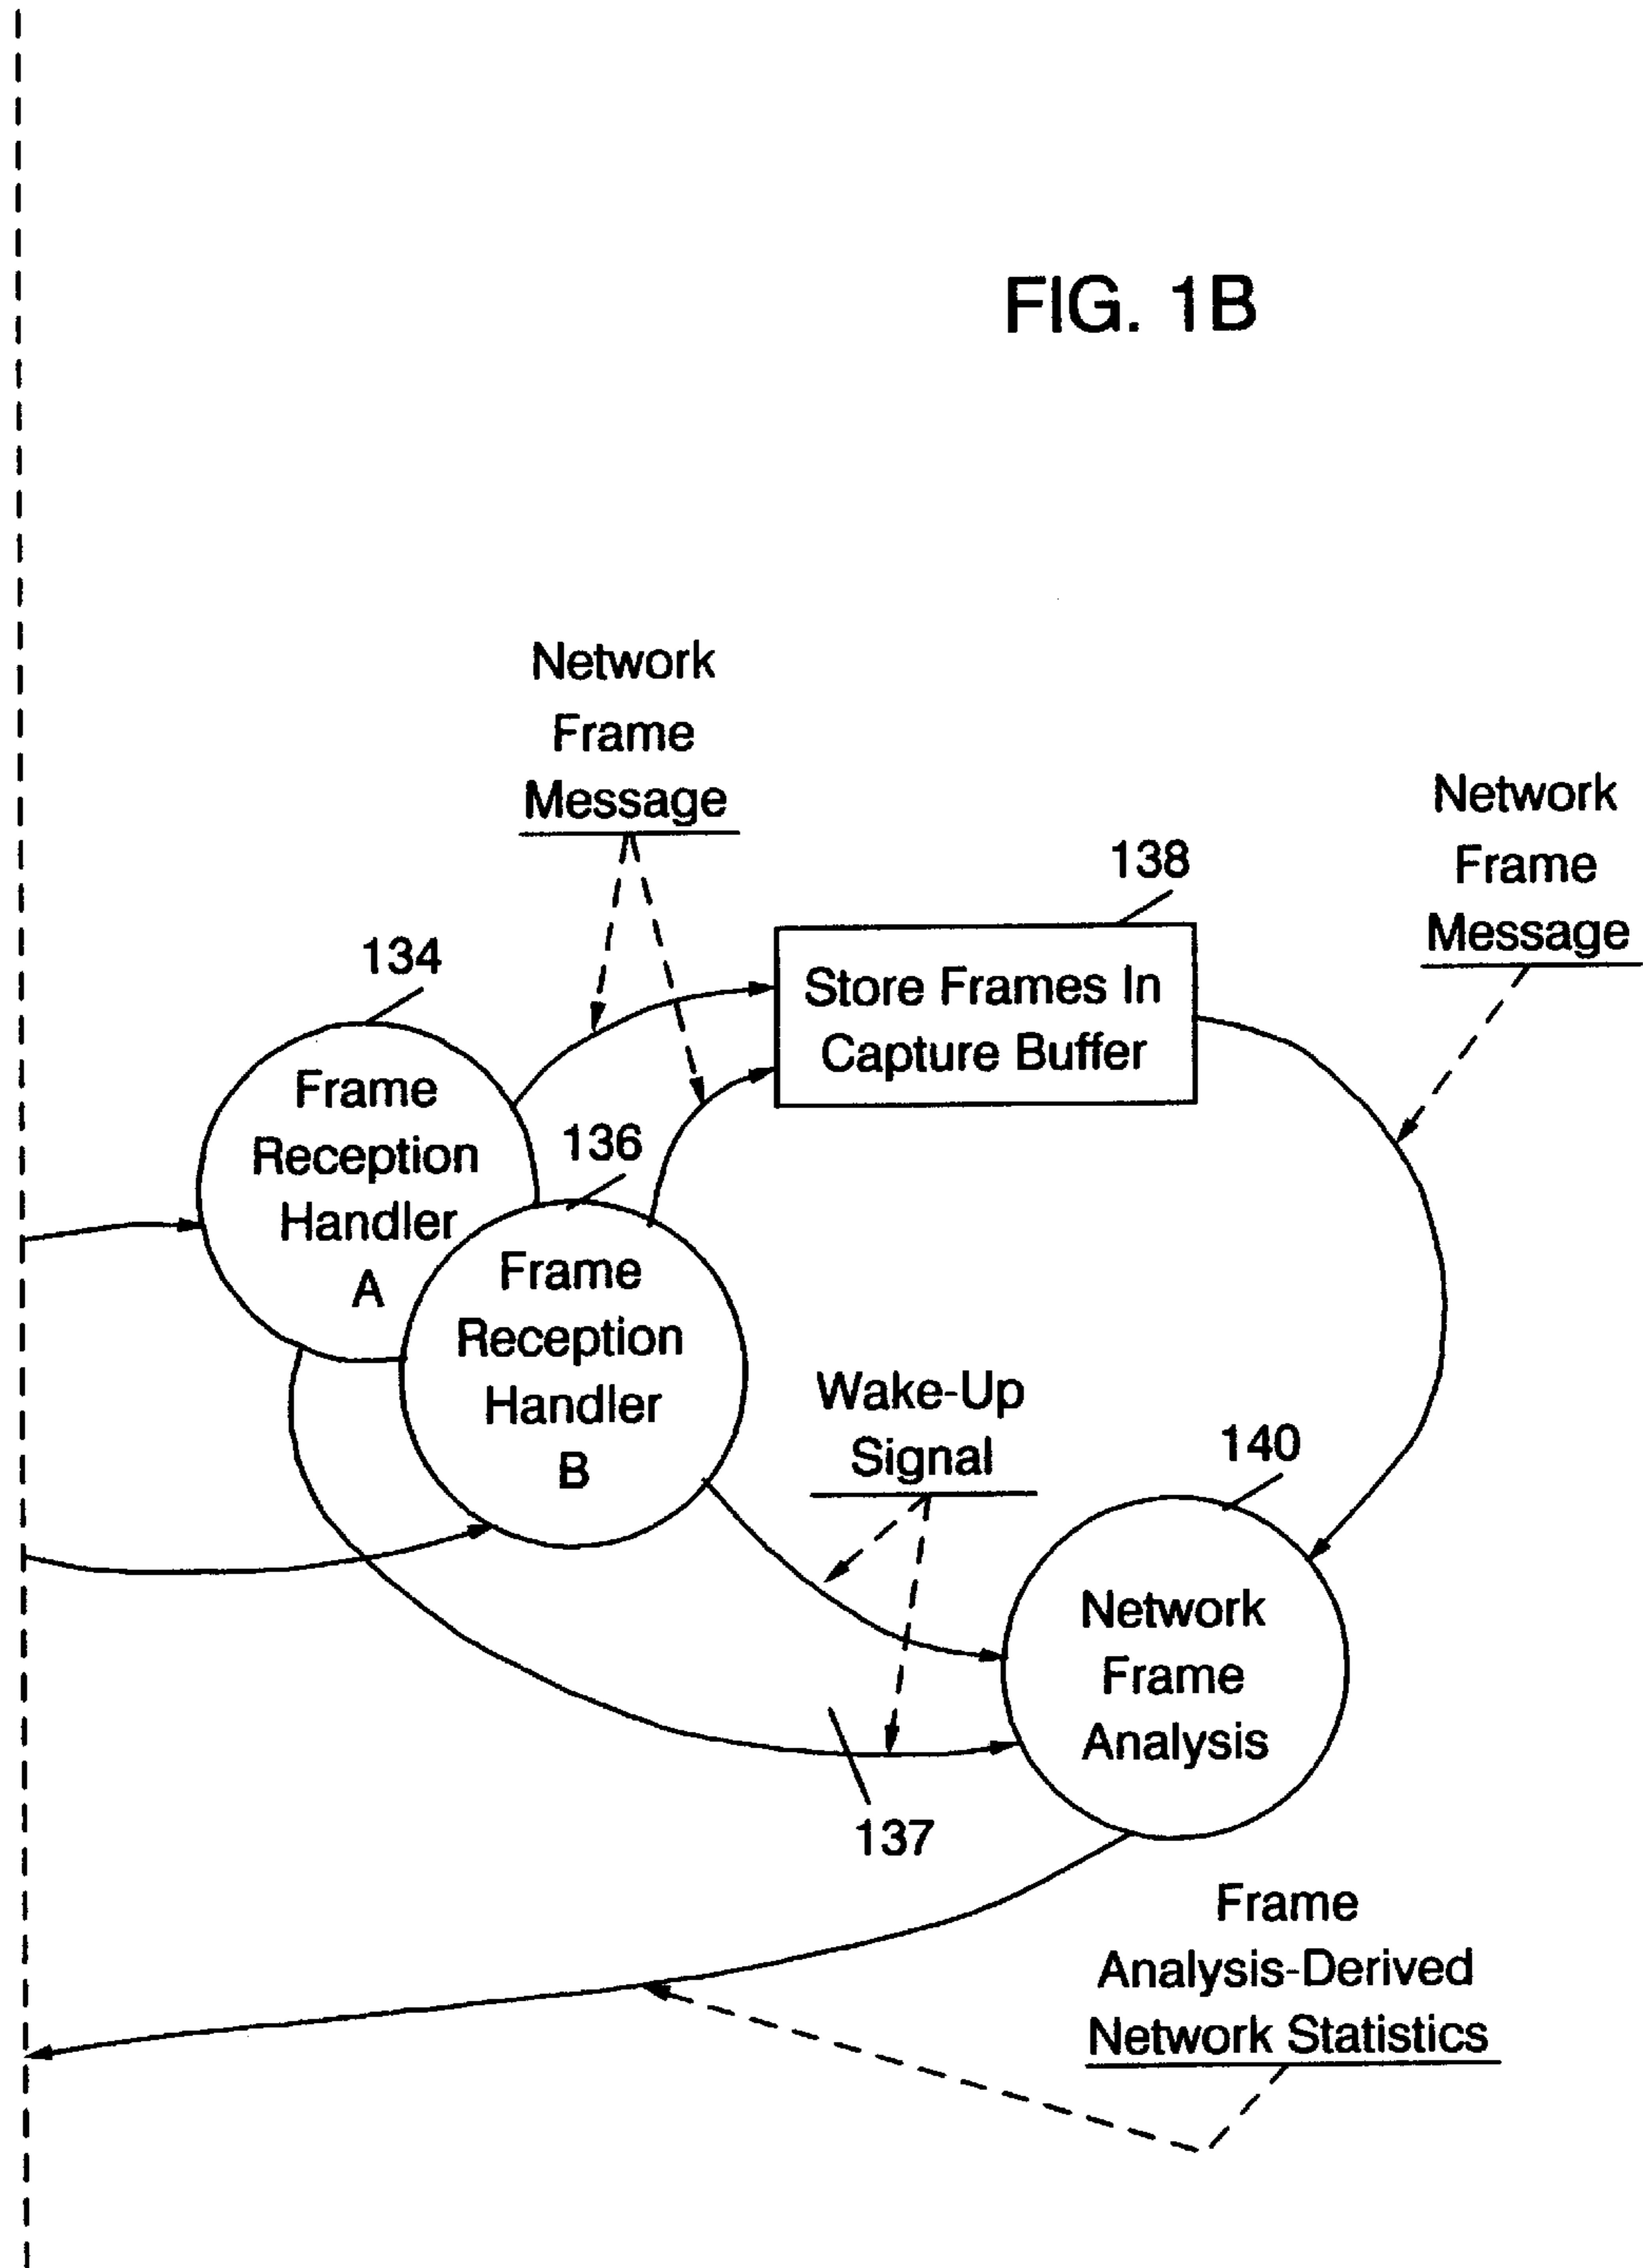 FIG. 1B
Network
Frame
Message
Network
Frame
Message
138
134
Store Frames In
Capture Buffer
Frame
Reception
Handler
A
136
Frame
Reception
Handler
B
Wake-Up
Signal
140
Network
Frame
Analysis
137
Frame
Analysis-Derived
Network Statistics